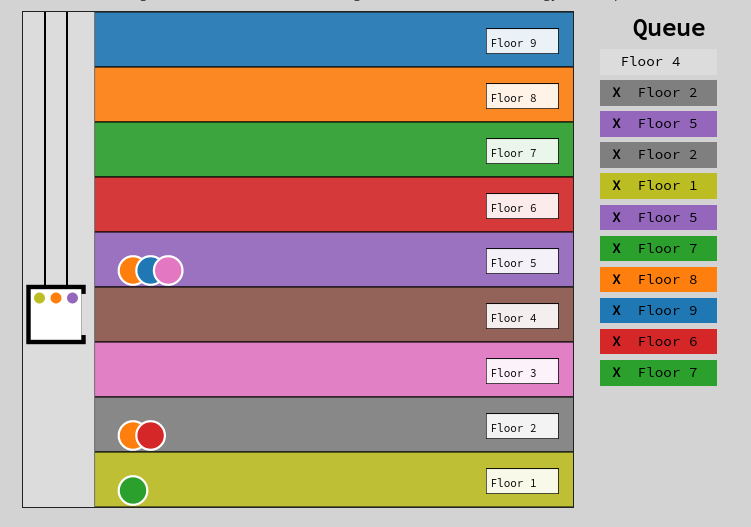 Queue
Floor 9
Floor 8
Floor 7
Floor 6
Floor 5
Floor 4
Floor 3
Floor 2
Floor 1
Floor 4
X Floor 2
X Floor 5
X Floor 2
X Floor 1
X Floor 5
X Floor 7
X Floor 8
X Floor 9
X Floor 6
X Floor 7